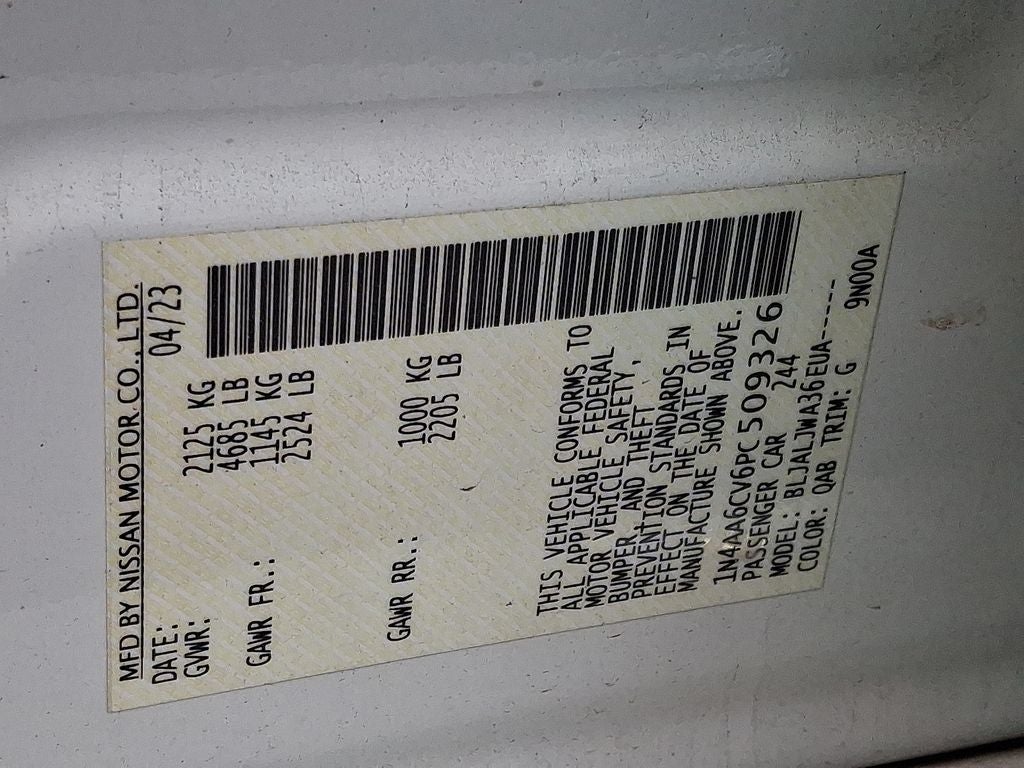 MFD BY NISSAN MOTOR CO., LTD.
DATE: 04/23
GVWR: 2125 KG
4685 LB
GAWR FR.: 1145 KG
2524 LB
GAWR RR.: 1000 KG
2205 LB
THIS VEHICLE CONFORMS TO
ALL APPLICABLE FEDERAL
MOTOR VEHICLE SAFETY,
BUMPER, AND THEFT
PREVENTION STANDARDS IN
EFFECT ON THE DATE OF
MANUFACTURE SHOWN ABOVE.
1N4AA6CV6PC509326
PASSENGER CAR 244
MODEL: BLJALJWA36EUA-----
COLOR: QAB TRIM: G 9N00A